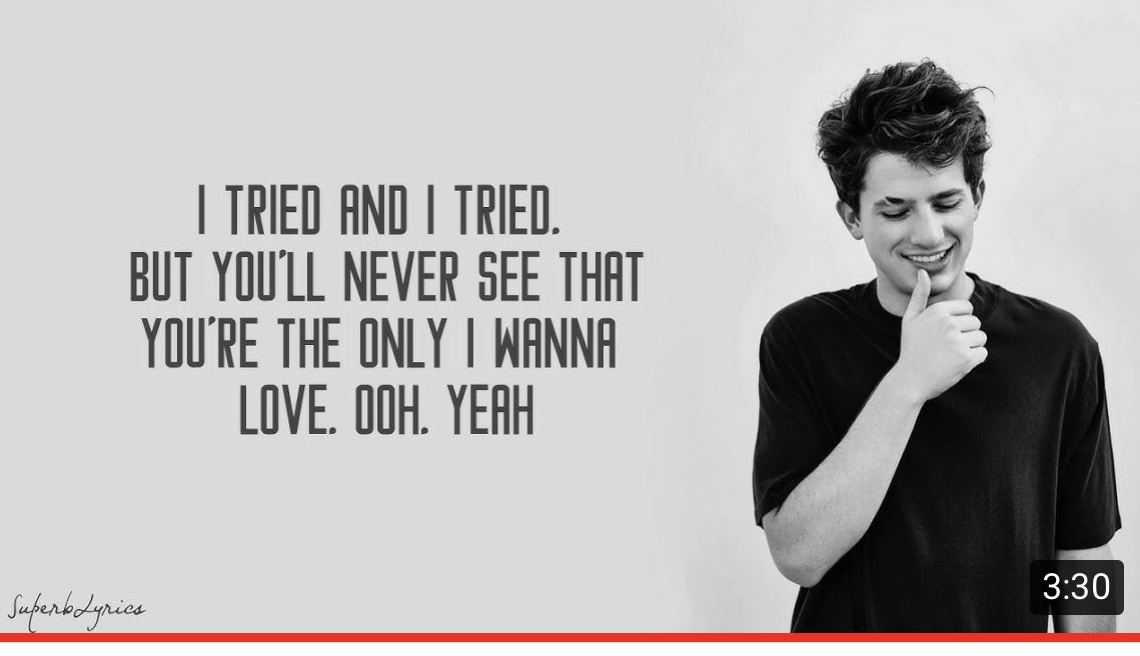 I TRIED AND I TRIED.
BUT YOU'LL NEVER SEE THAT
YOU'RE THE ONLY I WANNA
LOVE. OOH. YEAH
SuperbLyrics
3:30